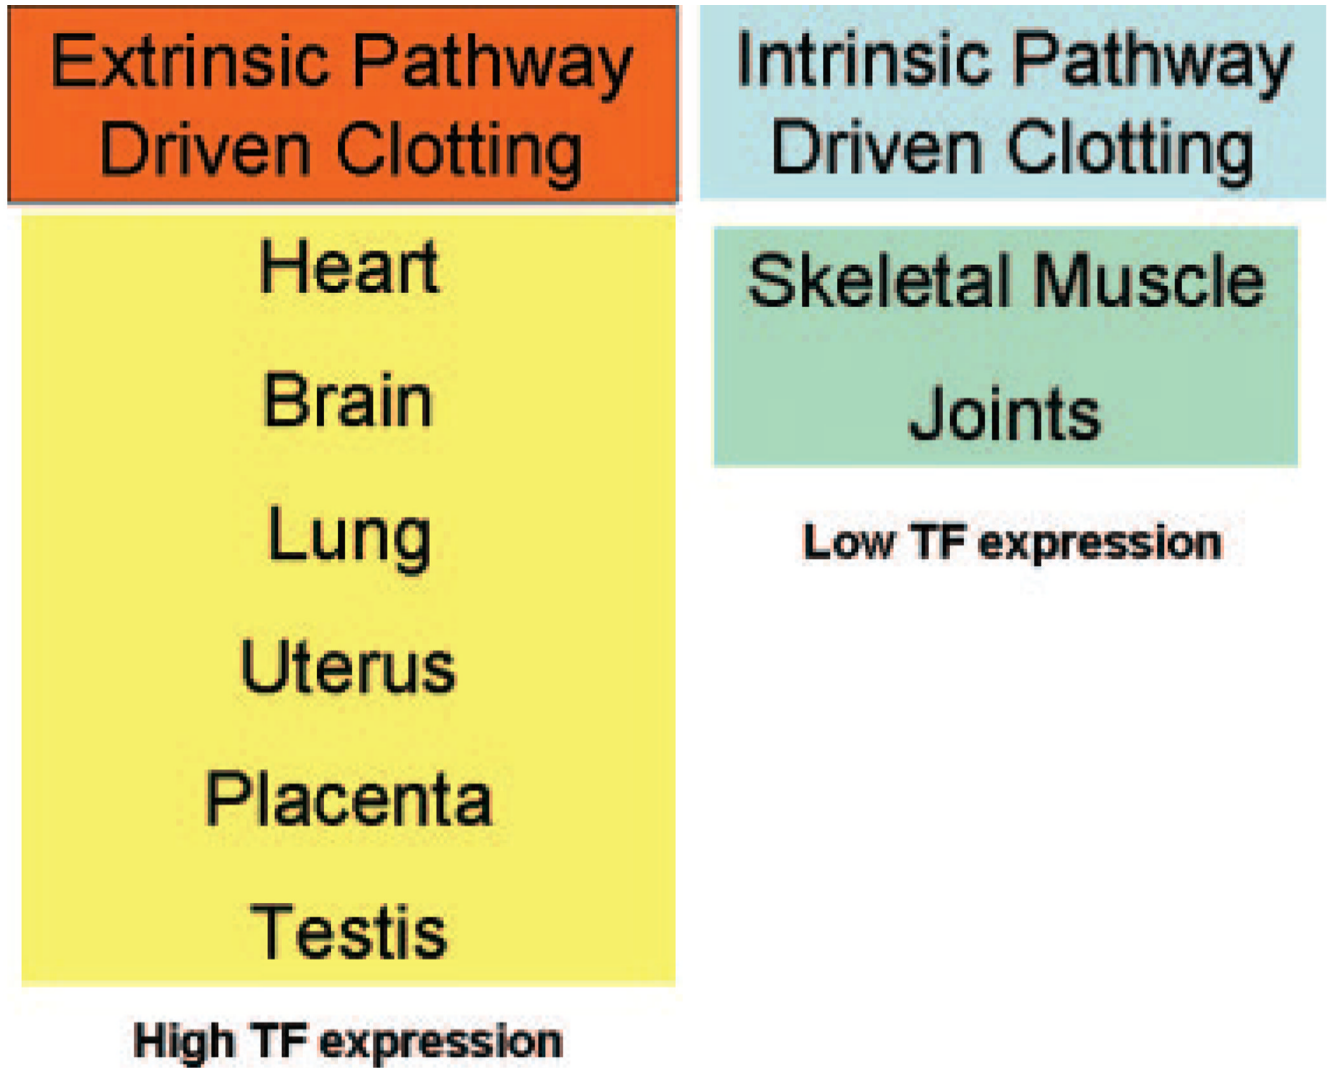 Extrinsic Pathway
Driven Clotting
Heart
Brain
Lung
Uterus
Placenta
Testis
High TF expression
Intrinsic Pathway
Driven Clotting
Skeletal Muscle
Joints
Low TF expression